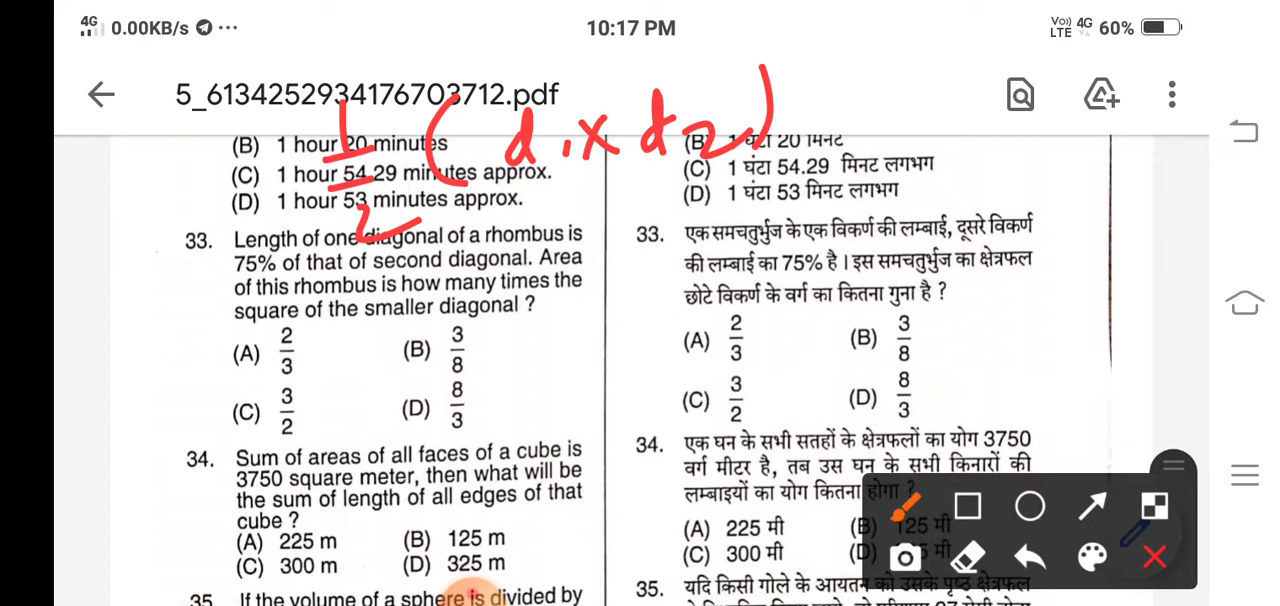 4G 0.00KB/s ... 10:17 PM Vo)) LTE 4G 60%
5_6134252934176703712.pdf
1/2 (d1 x d2)
(B) 1 hour 20 minutes
(C) 1 hour 54.29 minutes approx.
(D) 1 hour 53 minutes approx.
33. Length of one diagonal of a rhombus is
75% of that of second diagonal. Area
of this rhombus is how many times the
square of the smaller diagonal ?
(A) 2/3 (B) 3/8
(C) 3/2 (D) 8/3
34. Sum of areas of all faces of a cube is
3750 square meter, then what will be
the sum of length of all edges of that
cube ?
(A) 225 m (B) 125 m
(C) 300 m (D) 325 m
35. If the volume of a sphere is divided by
(B) 1 घंटा 20 मिनट
(C) 1 घंटा 54.29 मिनट लगभग
(D) 1 घंटा 53 मिनट लगभग
33. एक समचतुर्भुज के एक विकर्ण की लम्बाई, दूसरे विकर्ण
की लम्बाई का 75% है । इस समचतुर्भुज का क्षेत्रफल
छोटे विकर्ण के वर्ग का कितना गुना है ?
(A) 2/3 (B) 3/8
(C) 3/2 (D) 8/3
34. एक घन के सभी सतहों के क्षेत्रफलों का योग 3750
वर्ग मीटर है, तब उस घन के सभी किनारों की
लम्बाइयों का योग कितना होगा ?
(A) 225 मी (B) 125 मी
(C) 300 मी (D) मी
35. यदि किसी गोले के आयतन को उसके पृष्ठ क्षेत्रफल